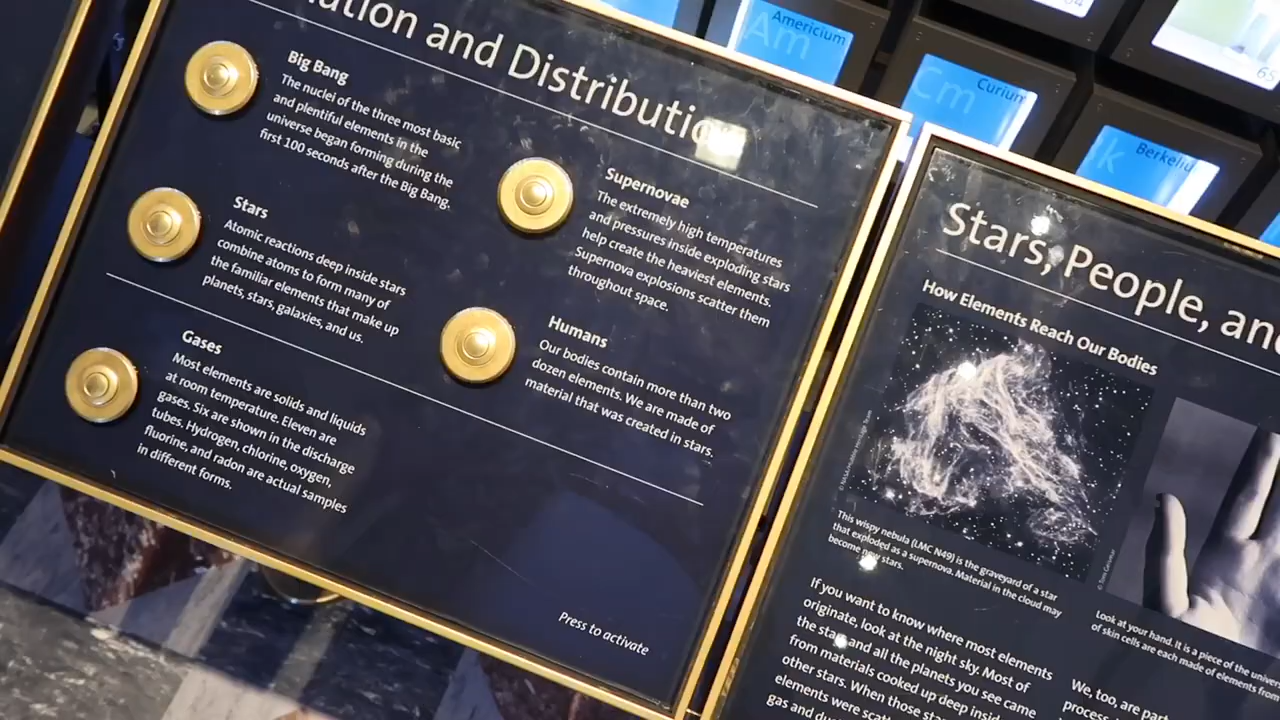 and Distribution
Big Bang
The nuclei of the three most basic
and plentiful elements in the
universe began forming during the
first 100 seconds after the Big Bang.
Stars
Atomic reactions deep inside stars
combine atoms to form many of
the familiar elements that make up
planets, stars, galaxies, and us.
Gases
Most elements are solids and liquids
at room temperature. Eleven are
gases. Six are shown in the discharge
tubes. Hydrogen, chlorine, oxygen,
fluorine, and radon are actual samples
in different forms.
Supernovae
The extremely high temperatures
and pressures inside exploding stars
help create the heaviest elements.
Supernova explosions scatter them
throughout space.
Humans
Our bodies contain more than two
dozen elements. We are made of
material that was created in stars.
Press to activate
Am
Americium
Cm
Curium
65
Stars, People, and
How Elements Reach Our Bodies
This wispy nebula (LMC N49) is the graveyard of a star
that exploded as a supernova. Material in the cloud may
become new stars.
If you want to know where most elements
originate, look at the night sky. Most of
the stars and all the planets you see came
from materials cooked up deep inside
other stars. When those
elements were
gas and
Look at your hand. It is a piece of the
of skin cells are each made of elements from
We, too, are part